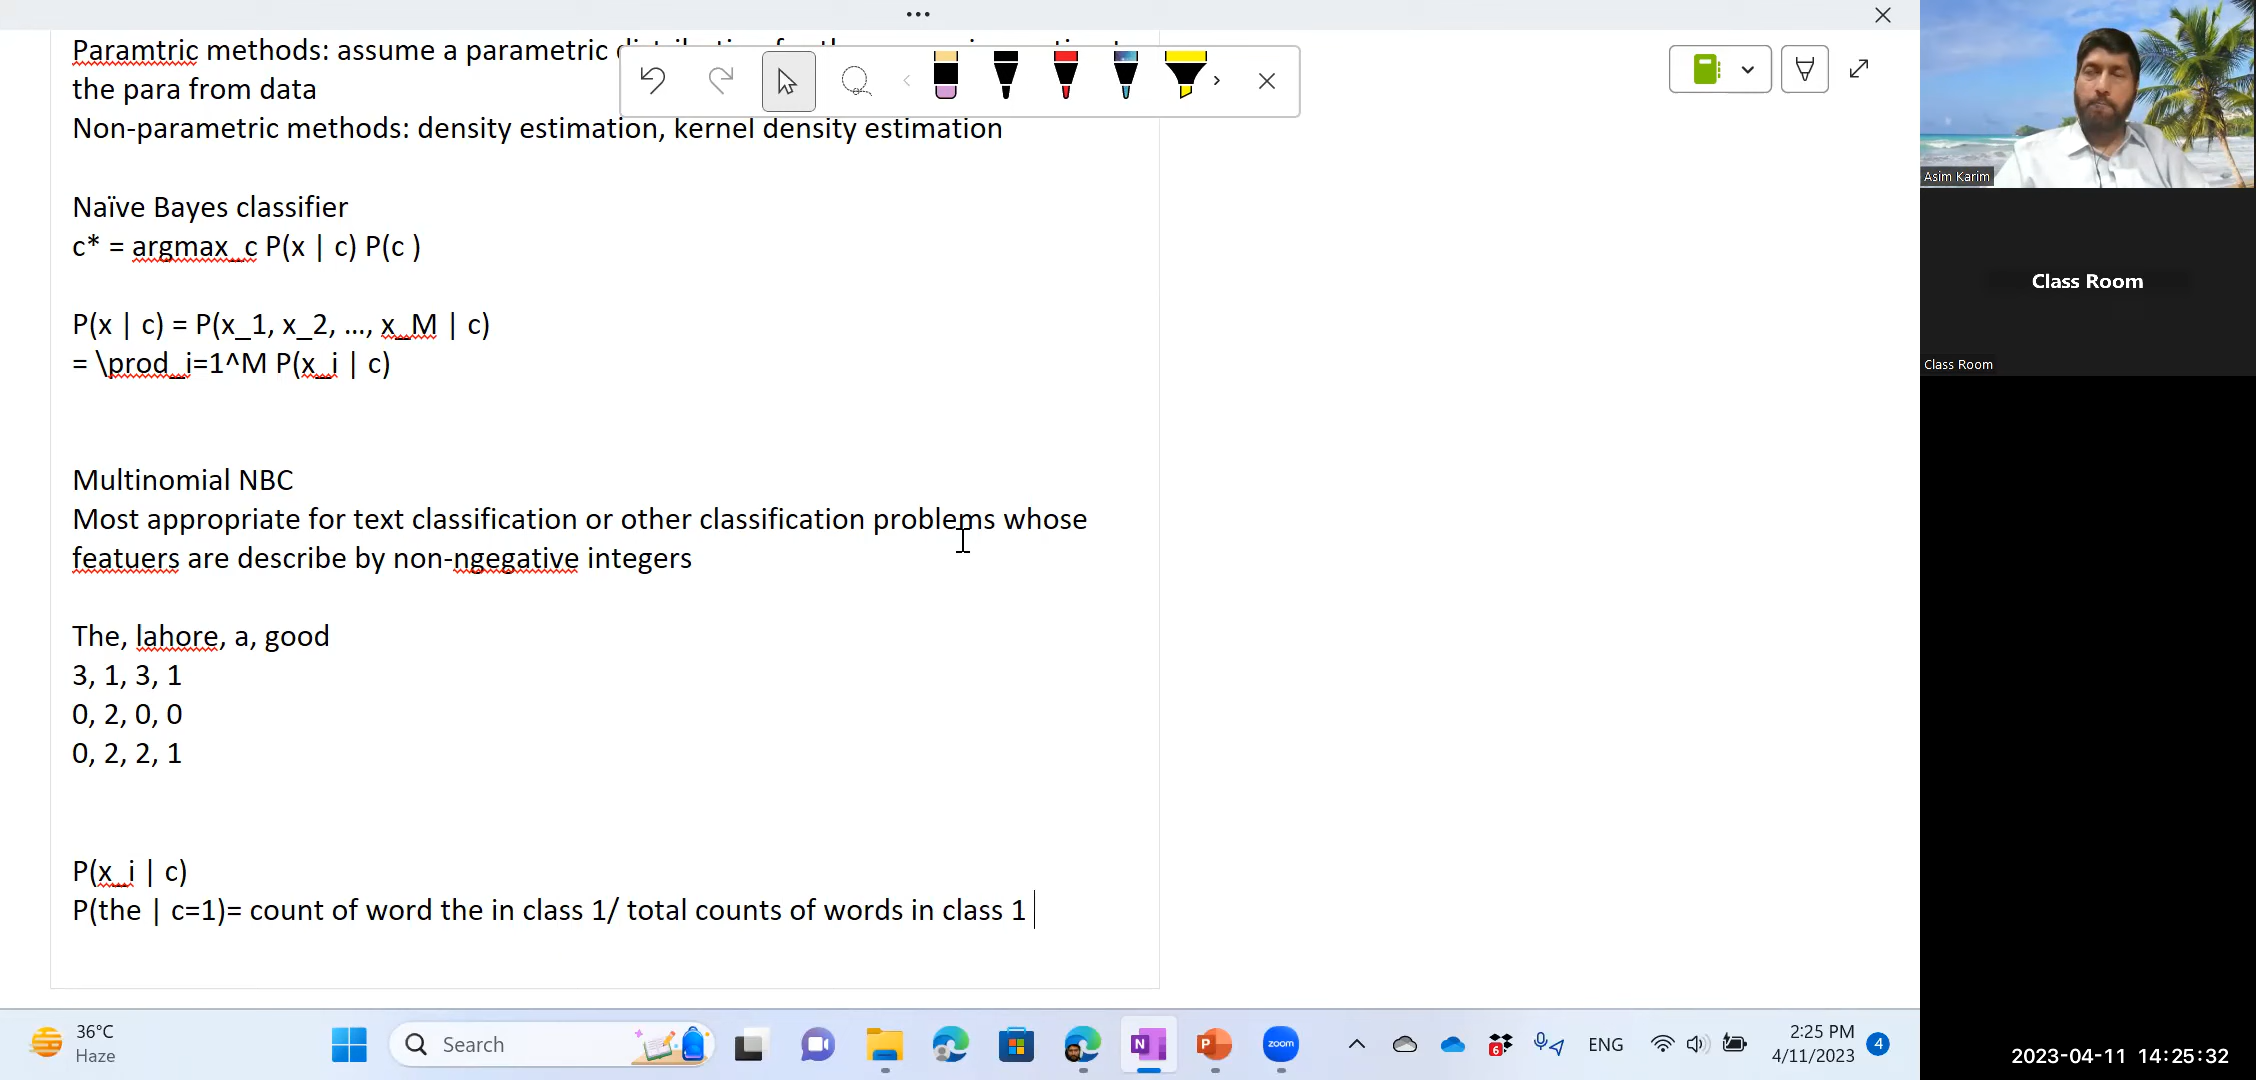 Paramtric methods: assume a parametric
the para from data
Non-parametric methods: density estimation, kernel density estimation
Naïve Bayes classifier
c* = argmax_c P(x | c) P(c )
P(x | c) = P(x_1, x_2, ..., x_M | c)
= \prod_i=1^M P(x_i | c)
Multinomial NBC
Most appropriate for text classification or other classification problems whose
featuers are describe by non-ngegative integers
The, lahore, a, good
3, 1, 3, 1
0, 2, 0, 0
0, 2, 2, 1
P(x_i | c)
P(the | c=1)= count of word the in class 1/ total counts of words in class 1
Asim Karim
Class Room
Class Room
36°C
Haze
Search
N
P
zoom
6
ENG
2:25 PM
4/11/2023
4
2023-04-11 14:25:32